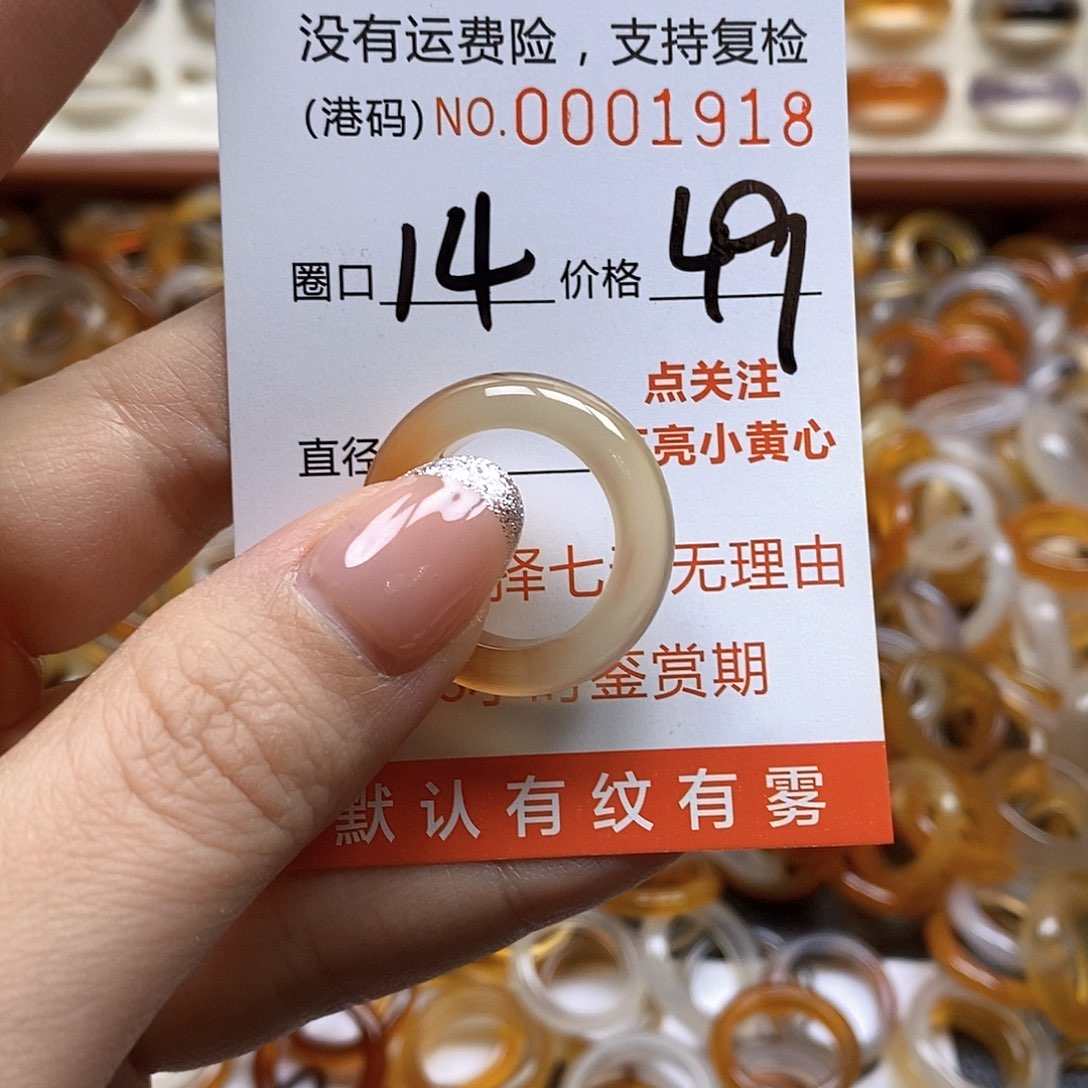 没有运费险，支持复检
(港码) NO.0001918
圈口 14 价格 49
点关注
直径
亮小黄心
择七 无理由
鉴赏期
默认有纹有雾